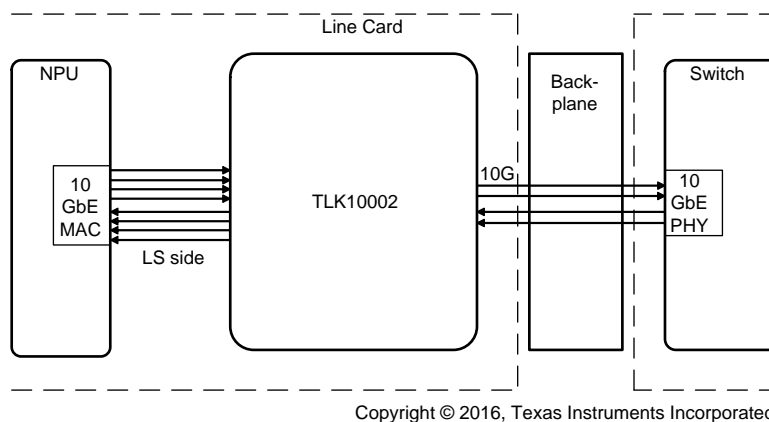 Line Card
NPU
Back-
plane
Switch
10
GbE
MAC
TLK10002
10G
10
GbE
PHY
LS side
Copyright © 2016, Texas Instruments Incorporated